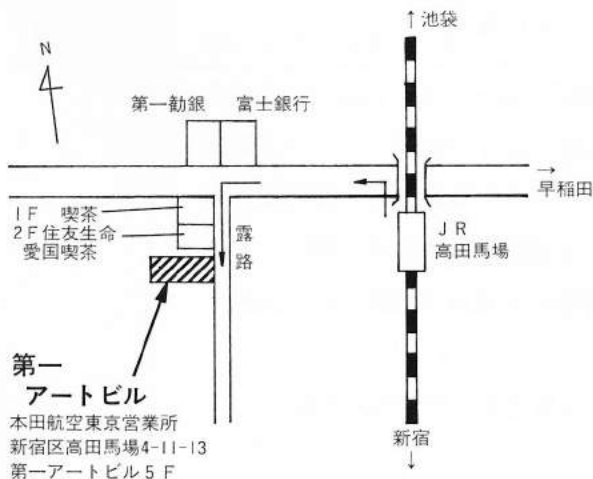 ↑池袋
N
第一勧銀
富士銀行
→
早稲田
1F 喫茶
2F住友生命
愛国喫茶
露路
JR
高田馬場
第一
アートビル
本田航空東京営業所
新宿区高田馬場4-11-13
第一アートビル5F
新宿
↓